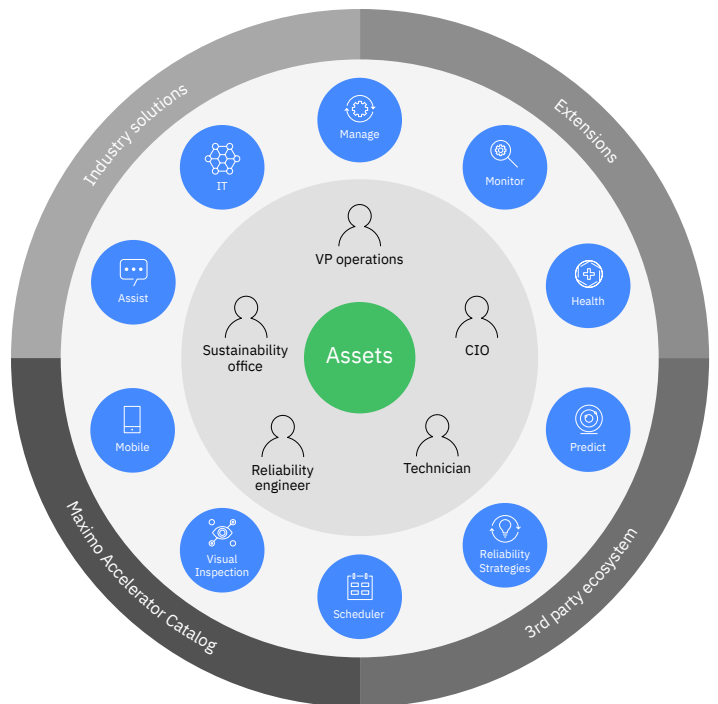 Industry solutions
Extensions
Manage
IT
Monitor
VP operations
Assist
Health
Sustainability
office
Assets
CIO
Mobile
Predict
Reliability
engineer
Technician
Visual
Inspection
Reliability
Strategies
Scheduler
Maximo Accelerator Catalog
3rd party ecosystem